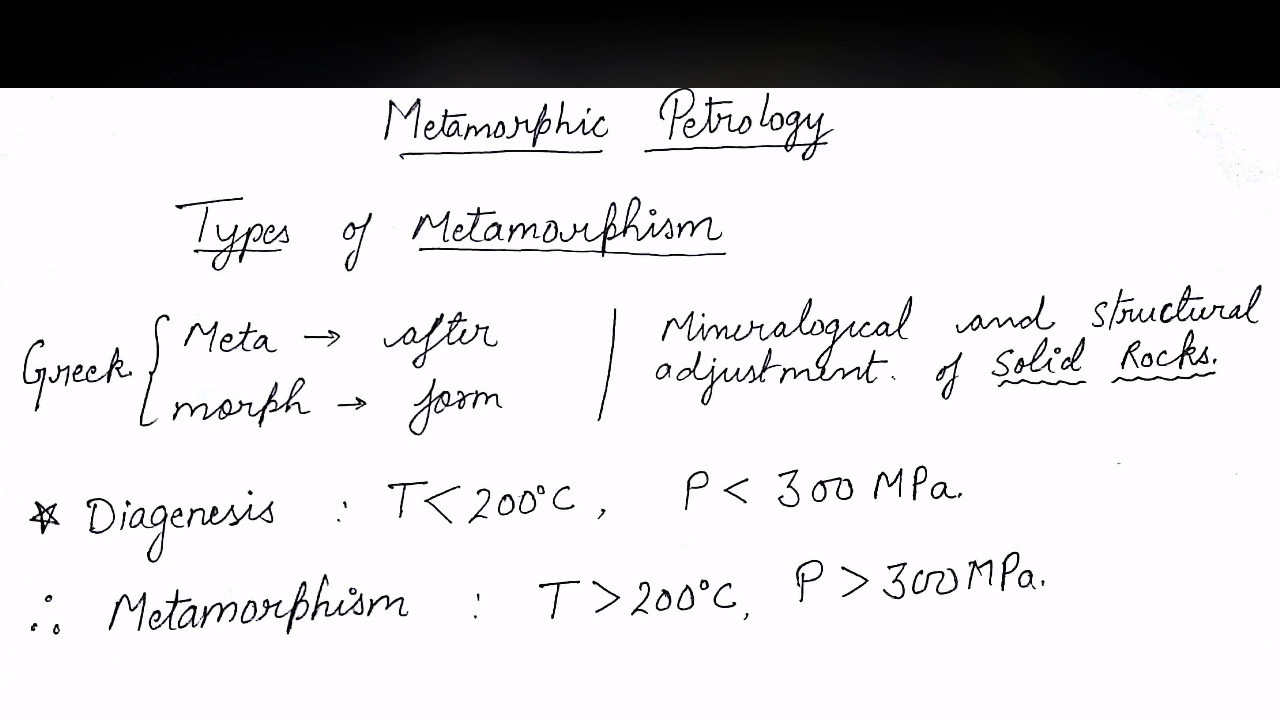 Metamorphic Petrology
Types of Metamorphism
Greek { Meta → after | Mineralogical and structural
morph → form | adjustment. of Solid Rocks.
☆ Diagenesis : T < 200°C, P < 300 MPa.
∴ Metamorphism : T > 200°C, P > 300 MPa.